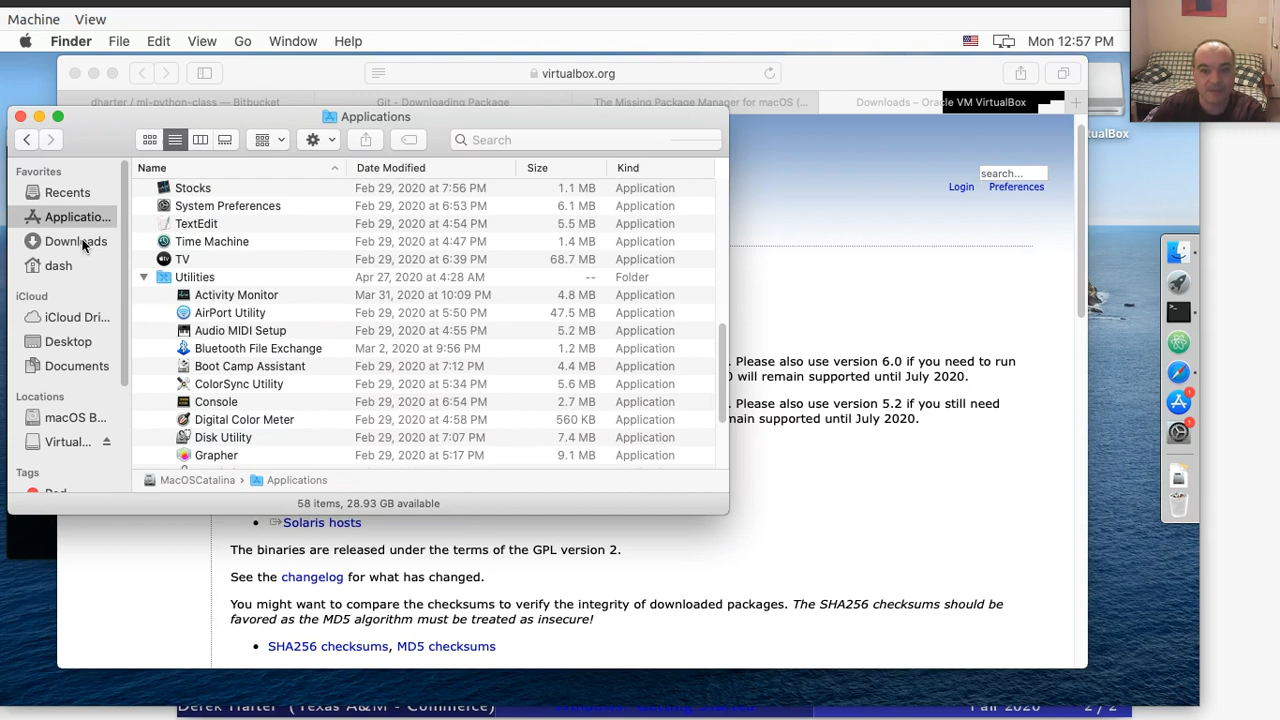 Machine View
Finder File Edit View Go Window Help Mon 12:57 PM
virtualbox.org
dharter / ml-python-class — Bitbucket Git - Downloading Package The Missing Package Manager for macOS (... Downloads – Oracle VM VirtualBox
Applications
Search
Favorites
Recents
Applicatio...
Downloads
dash
iCloud
iCloud Dri...
Desktop
Documents
Locations
macOS B...
Virtual...
Tags
Name Date Modified Size Kind
Stocks Feb 29, 2020 at 7:56 PM 1.1 MB Application
System Preferences Feb 29, 2020 at 6:53 PM 6.1 MB Application
TextEdit Feb 29, 2020 at 4:54 PM 5.5 MB Application
Time Machine Feb 29, 2020 at 4:47 PM 1.4 MB Application
TV Feb 29, 2020 at 6:39 PM 68.7 MB Application
Utilities Apr 27, 2020 at 4:28 AM -- Folder
Activity Monitor Mar 31, 2020 at 10:09 PM 4.8 MB Application
AirPort Utility Feb 29, 2020 at 5:50 PM 47.5 MB Application
Audio MIDI Setup Feb 29, 2020 at 4:55 PM 5.2 MB Application
Bluetooth File Exchange Mar 2, 2020 at 9:56 PM 1.2 MB Application
Boot Camp Assistant Feb 29, 2020 at 7:12 PM 4.4 MB Application
ColorSync Utility Feb 29, 2020 at 5:34 PM 5.6 MB Application
Console Feb 29, 2020 at 6:54 PM 2.7 MB Application
Digital Color Meter Feb 29, 2020 at 4:58 PM 560 KB Application
Disk Utility Feb 29, 2020 at 7:07 PM 7.4 MB Application
Grapher Feb 29, 2020 at 5:17 PM 9.1 MB Application
MacOSCatalina › Applications
58 items, 28.93 GB available
tualBox
search...
Login Preferences
. Please also use version 6.0 if you need to run
0 will remain supported until July 2020.
. Please also use version 5.2 if you still need
main supported until July 2020.
Solaris hosts
The binaries are released under the terms of the GPL version 2.
See the changelog for what has changed.
You might want to compare the checksums to verify the integrity of downloaded packages. The SHA256 checksums should be
favored as the MD5 algorithm must be treated as insecure!
SHA256 checksums, MD5 checksums
Derek Harter (Texas A&M - Commerce) Windows: Getting Started Fall 2020 2 / 2